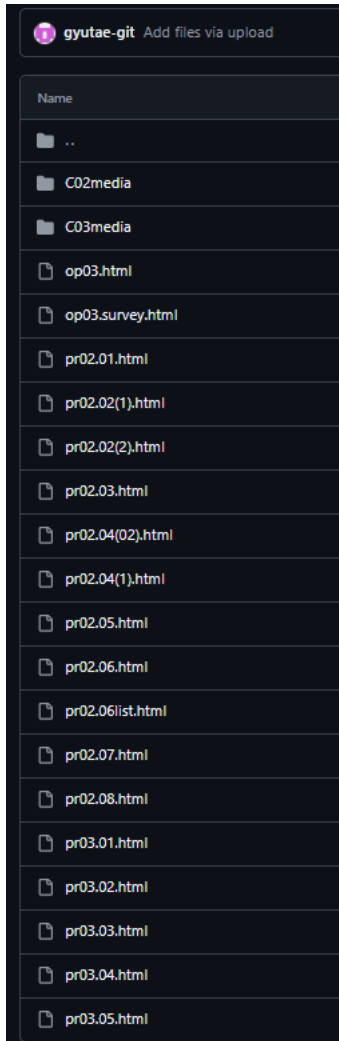 gyutae-git Add files via upload
Name
..
C02media
C03media
op03.html
op03.survey.html
pr02.01.html
pr02.02(1).html
pr02.02(2).html
pr02.03.html
pr02.04(02).html
pr02.04(1).html
pr02.05.html
pr02.06.html
pr02.06list.html
pr02.07.html
pr02.08.html
pr03.01.html
pr03.02.html
pr03.03.html
pr03.04.html
pr03.05.html